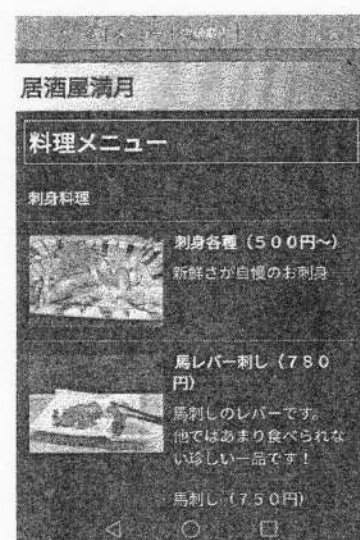 居酒屋満月
料理メニュー
刺身料理
刺身各種（５００円〜）
新鮮さが自慢のお刺身
馬レバー刺し（７８０
円）
馬刺しのレバーです。
他ではあまり食べられな
い珍しい一品です！
馬刺し（７５０円）